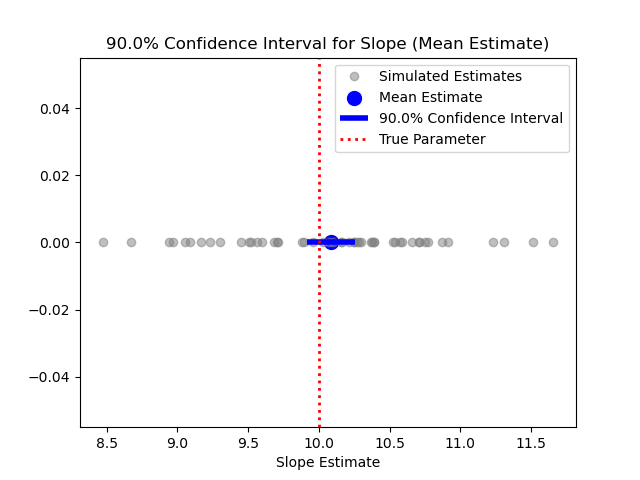 90.0% Confidence Interval for Slope (Mean Estimate)
Simulated Estimates
Mean Estimate
90.0% Confidence Interval
True Parameter
0.04
0.02
0.00
−0.02
−0.04
8.5 9.0 9.5 10.0 10.5 11.0 11.5
Slope Estimate